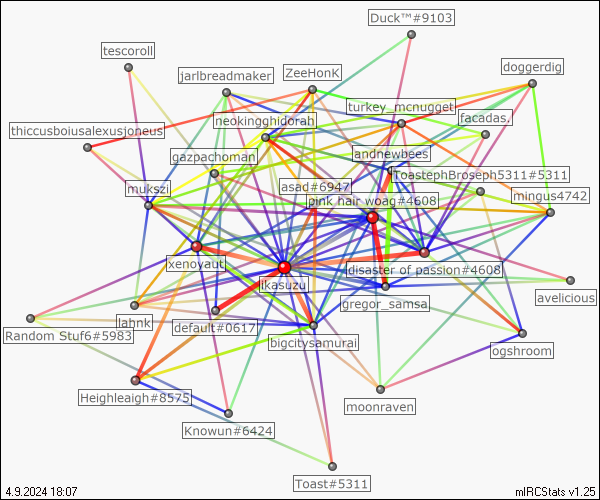 Duck™#9103
tescoroll
jarlbreadmaker
ZeeHonK
doggerdig
turkey_mcnugget
facadas.
neokingghidorah
thiccusboiusalexusjoneus
gazpachoman
andnewbees
ToastephBroseph5311#5311
mukszi
asad#6947
pink hair woag#4608
mingus4742
xenoyaut
disaster of passion#4608
ikasuzu
gregor_samsa
avelicious
lahnk
default#0617
Random Stuf6#5983
bigcitysamurai
ogshroom
Heighleaigh#8575
moonraven
Knowun#6424
Toast#5311
4.9.2024 18:07
mIRCStats v1.25